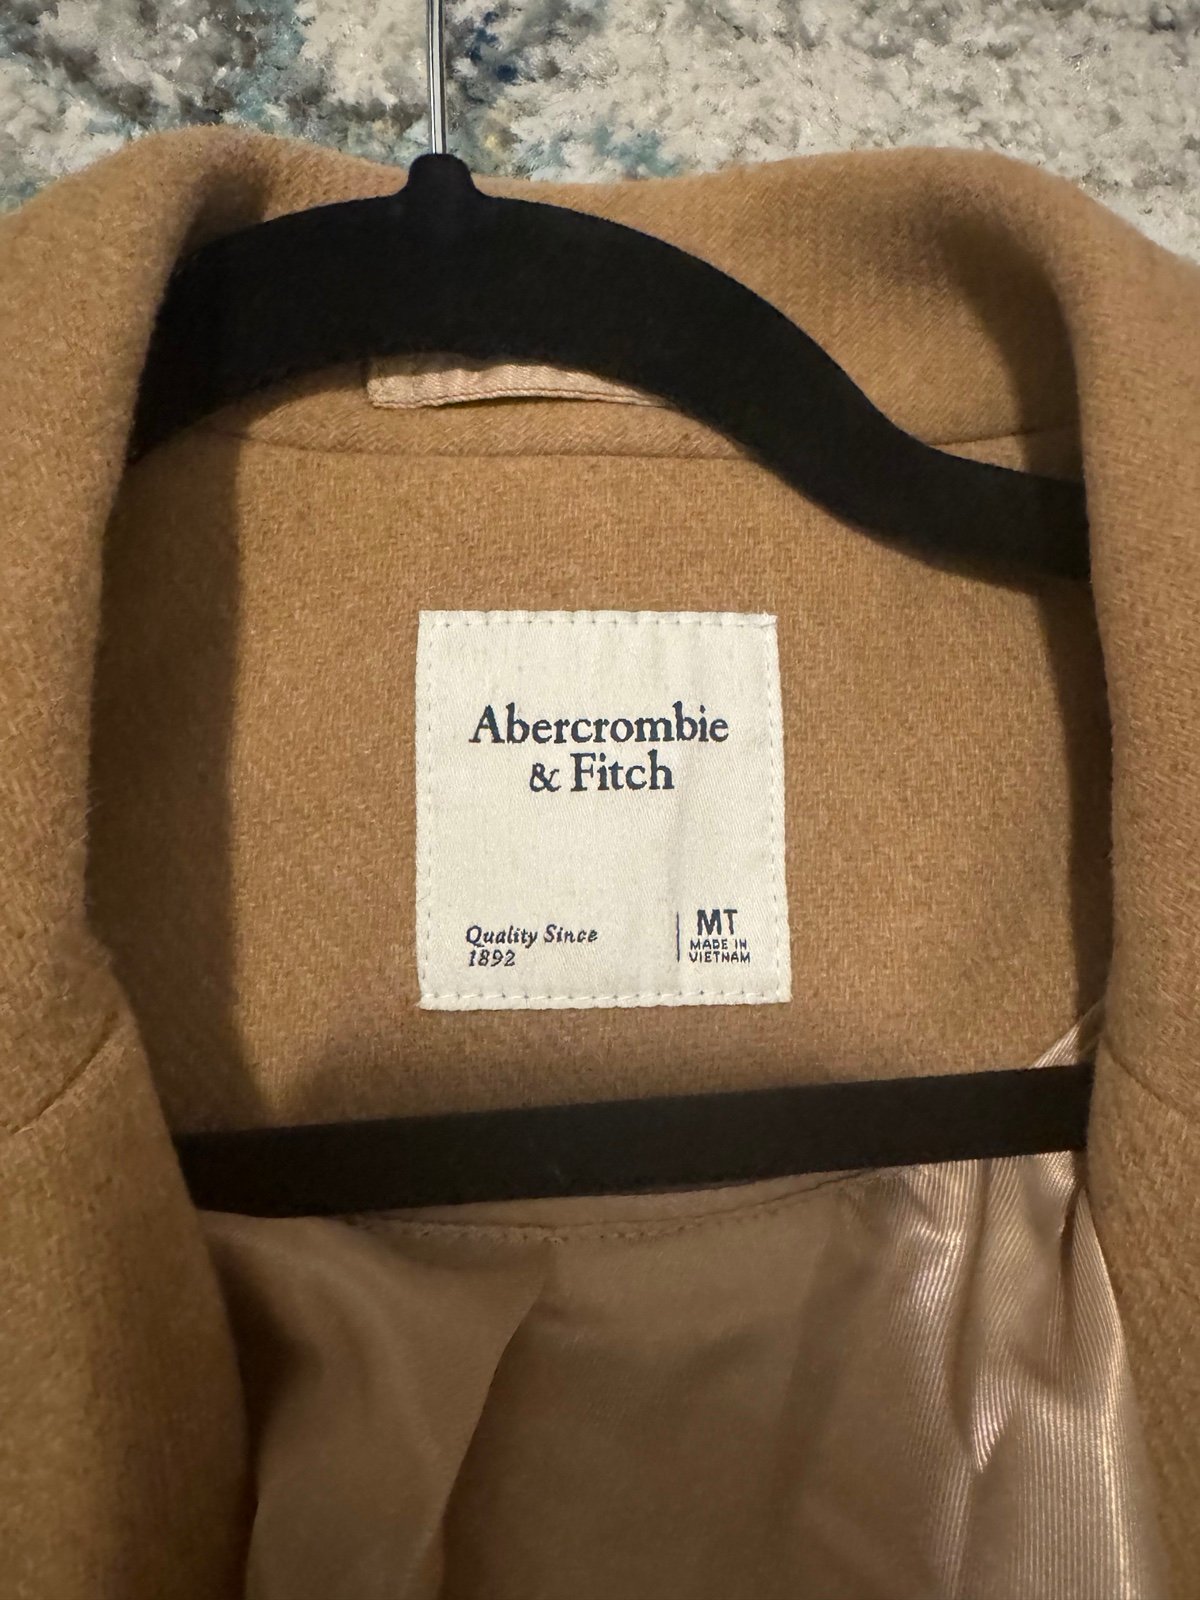 Abercrombie
& Fitch
Quality Since
1892
MT
MADE IN
VIETNAM